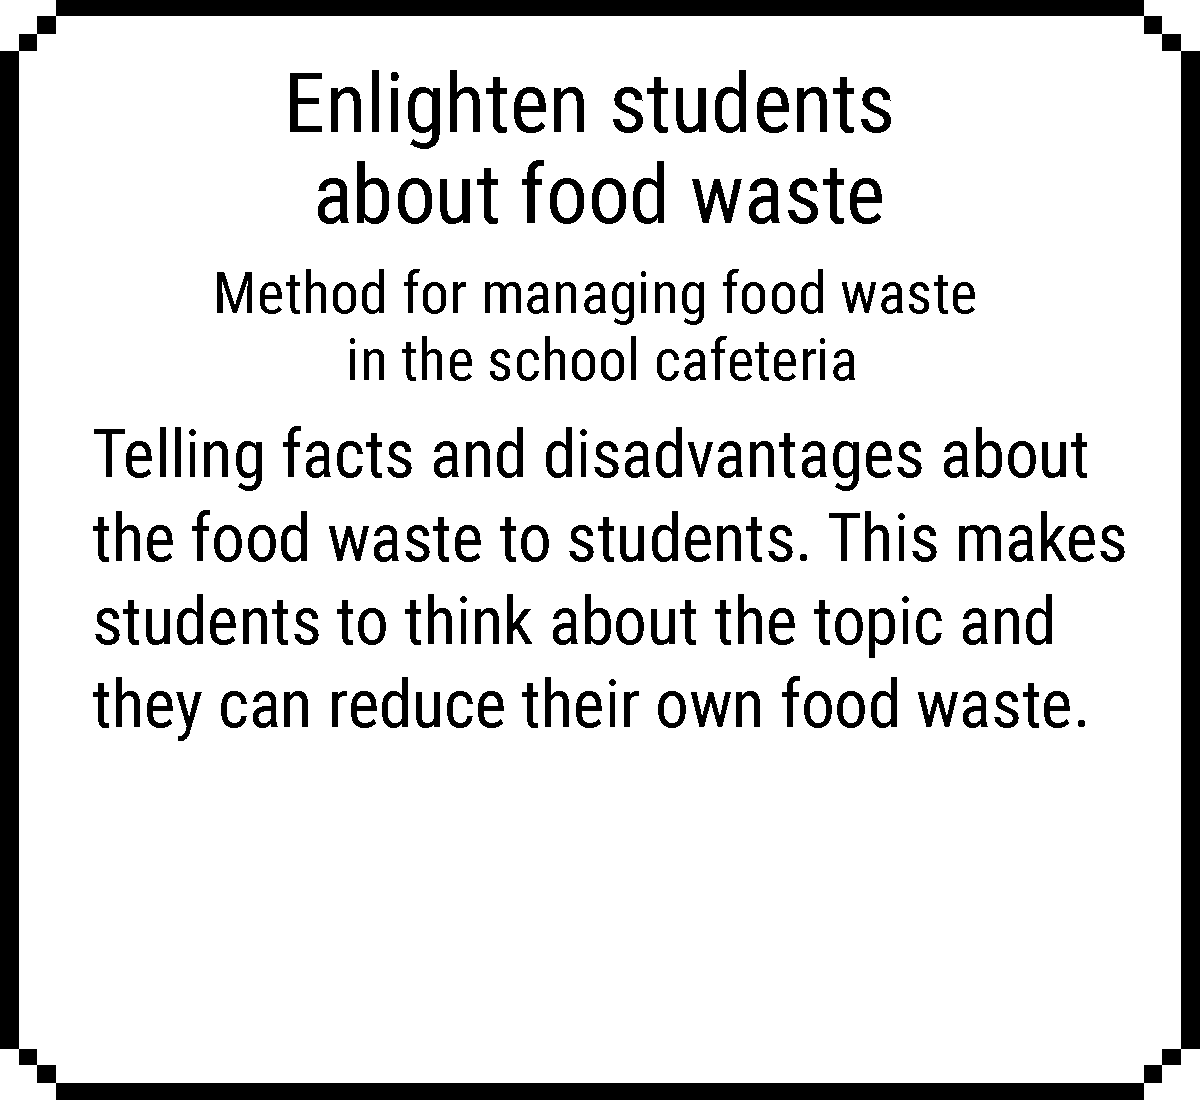 Enlighten students
about food waste
Method for managing food waste
in the school cafeteria
Telling facts and disadvantages about
the food waste to students. This makes
students to think about the topic and
they can reduce their own food waste.